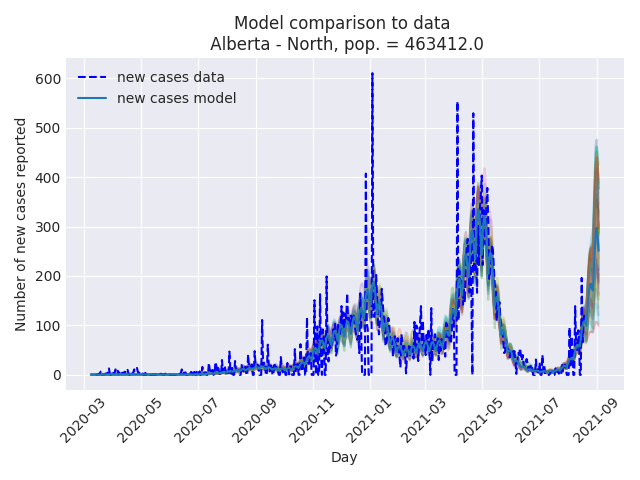 Model comparison to data
Alberta - North, pop. = 463412.0
new cases data
new cases model
Number of new cases reported
600
500
400
300
200
100
0
2020-03
2020-05
2020-07
2020-09
2020-11
2021-01
2021-03
2021-05
2021-07
2021-09
Day